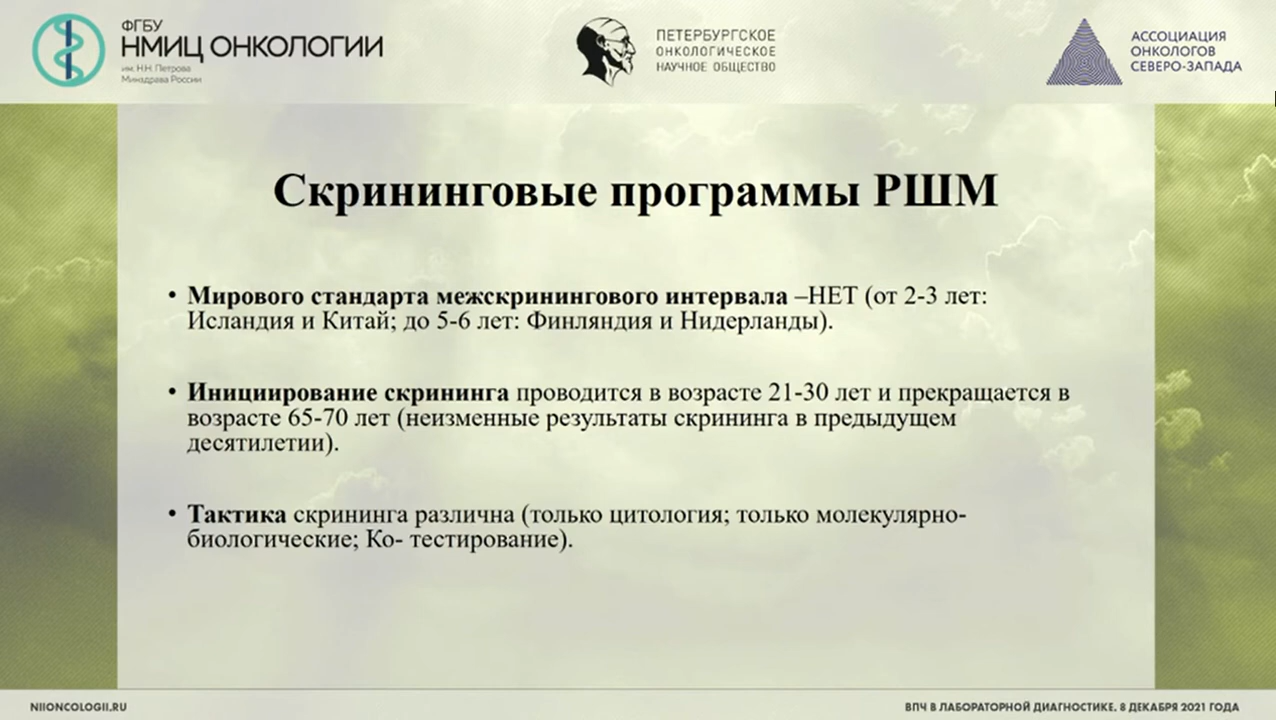 ФГБУ
НМИЦ ОНКОЛОГИИ
им. Н.Н. Петрова
Минздрава России
ПЕТЕРБУРГСКОЕ
ОНКОЛОГИЧЕСКОЕ
НАУЧНОЕ ОБЩЕСТВО
АССОЦИАЦИЯ
ОНКОЛОГОВ
СЕВЕРО-ЗАПАДА
Скрининговые программы РШМ
• Мирового стандарта межскринингового интервала –НЕТ (от 2-3 лет:
Исландия и Китай; до 5-6 лет: Финляндия и Нидерланды).
• Инициирование скрининга проводится в возрасте 21-30 лет и прекращается в
возрасте 65-70 лет (неизменные результаты скрининга в предыдущем
десятилетии).
• Тактика скрининга различна (только цитология; только молекулярно-
биологические; Ко- тестирование).
NIIONCOLOGII.RU
ВПЧ В ЛАБОРАТОРНОЙ ДИАГНОСТИКЕ. 8 ДЕКАБРЯ 2021 ГОДА